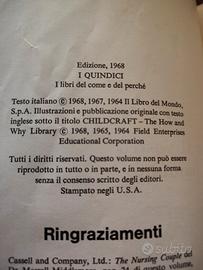 Edizione, 1968
I QUINDICI
I libri del come e del perché
Testo italiano © 1968, 1967, 1964 Il Libro del Mondo,
S.p.A. Illustrazioni e pubblicazione originale con testo
inglese sotto il titolo CHILDCRAFT - The How and
Why Library © 1968, 1965, 1964 Field Enterprises
Educational Corporation
Tutti i diritti riservati. Questo volume non può essere
riprodotto in tutto o in parte, e in nessuna forma
senza il consenso scritto degli editori.
Stampato negli U.S.A.
Ringraziamenti
Cassell and Company, Ltd.: The Nursing Couple del
subito